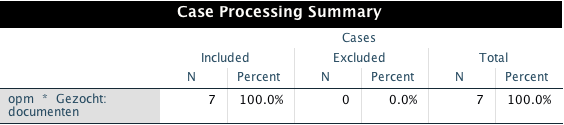 Case Processing Summary
Cases
Included Excluded Total
N Percent N Percent N Percent
opm * Gezocht: 7 100.0% 0 0.0% 7 100.0%
documenten